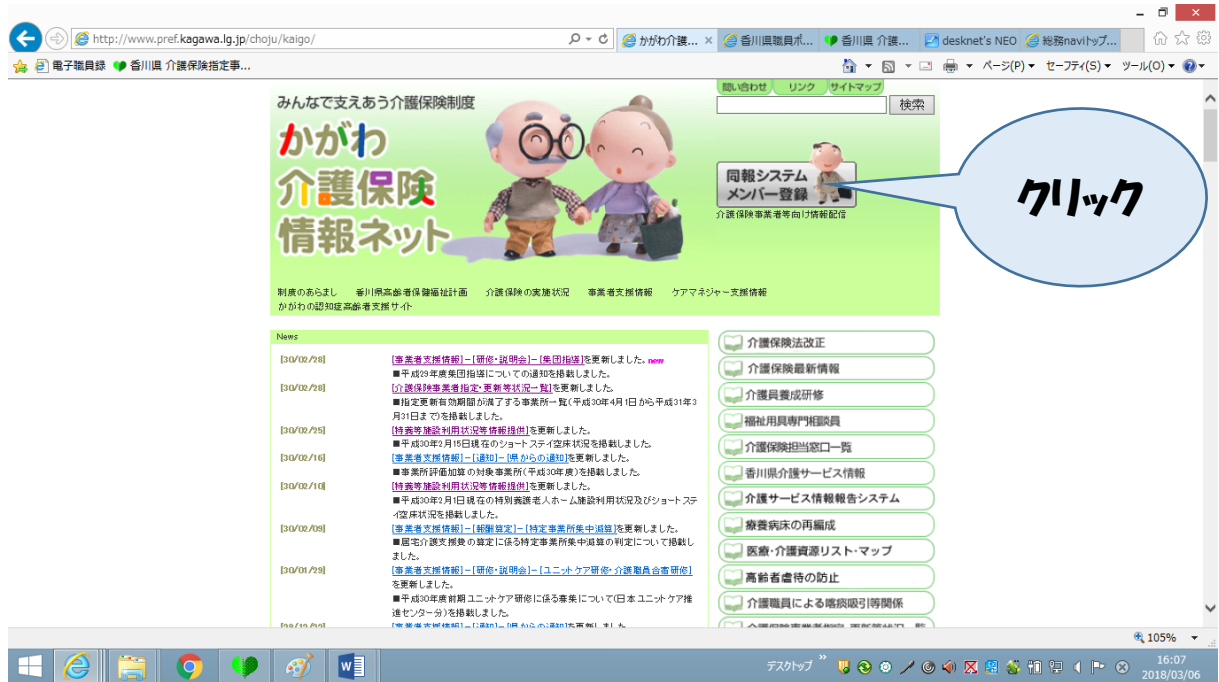 http://www.pref.kagawa.lg.jp/choju/kaigo/
かがわ介護...
香川県職員ポ...
香川県 介護...
desknet's NEO
総務naviトップ...
電子職員録
香川県 介護保険指定事...
ページ(P)
セーフティ(S)
ツール(O)
問い合わせ
リンク
サイトマップ
検索
みんなで支えあう介護保険制度
かがわ
介護保険
情報ネット
同報システム
メンバー登録
介護保険事業者等向け情報配信
クリック
制度のあらまし 香川県高齢者保健福祉計画 介護保険の実施状況 事業者支援情報 ケアマネジャー支援情報
かがわの認知症高齢者支援サイト
News
[30/02/28] [事業者支援情報]-[研修・説明会]-[集団指導]を更新しました。new
■平成29年度集団指導についての通知を掲載しました。
[30/02/28] [介護保険事業者指定・更新等状況一覧]を更新しました。
■指定更新有効期間が満了する事業所一覧(平成30年4月1日から平成31年3
月31日まで)を掲載しました。
[30/02/25] [特養等施設利用状況等情報提供]を更新しました。
■平成30年2月15日現在のショートステイ空床状況を掲載しました。
[30/02/16] [事業者支援情報]-[通知]-[県からの通知]を更新しました。
■事業所評価加算の対象事業所(平成30年度)を掲載しました。
[30/02/10] [特養等施設利用状況等情報提供]を更新しました。
■平成30年2月1日現在の特別養護老人ホーム施設利用状況及びショートステ
イ空床状況を掲載しました。
[30/02/09] [事業者支援情報]-[報酬算定]-[特定事業所集中減算]を更新しました。
■居宅介護支援費の算定に係る特定事業所集中減算の判定について掲載し
ました。
[30/01/29] [事業者支援情報]-[研修・説明会]-[ユニットケア研修・介護職員合宿研修]
を更新しました。
■平成30年度前期ユニットケア研修に係る募集について(日本ユニットケア推
進センター分)を掲載しました。
介護保険法改正
介護保険最新情報
介護員養成研修
福祉用具専門相談員
介護保険担当窓口一覧
香川県介護サービス情報
介護サービス情報報告システム
療養病床の再編成
医療・介護資源リスト・マップ
高齢者虐待の防止
介護職員による喀痰吸引等関係
105%
デスクトップ
16:07
2018/03/06